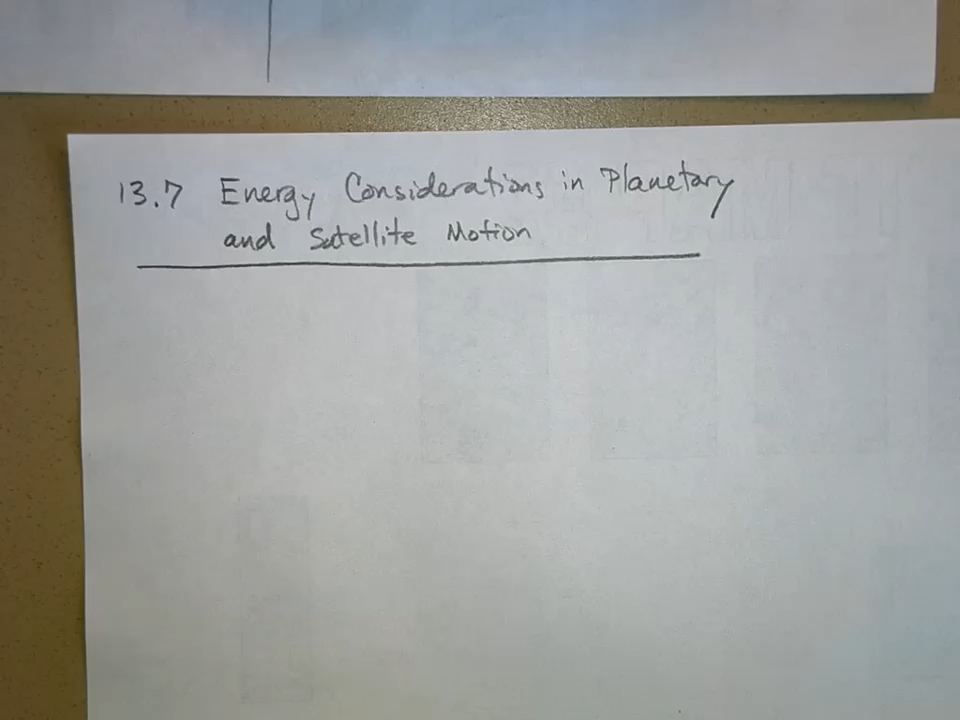 13.7 Energy Considerations in Planetary
and Satellite Motion